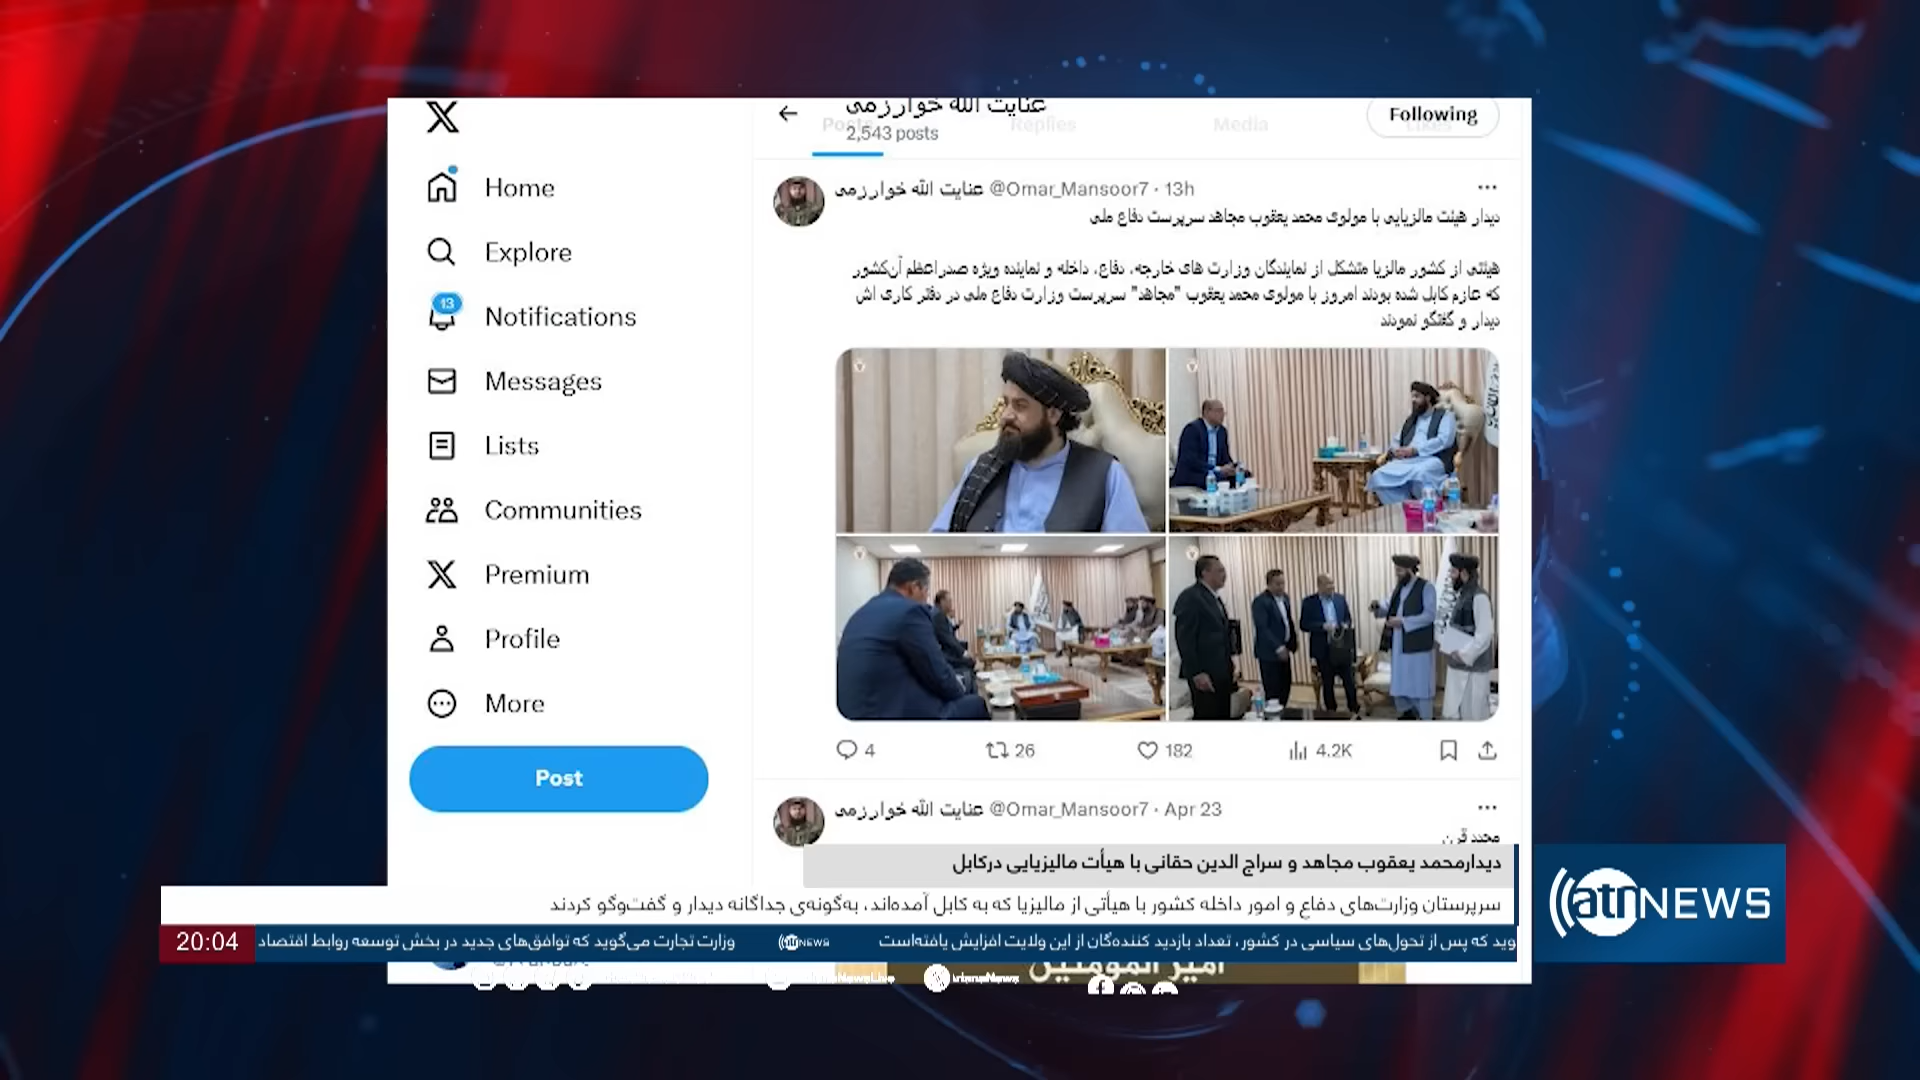 عنایت الله خوارزمی
2,543 posts
Following
Posts
Replies
Media
Likes
Home
Explore
13
Notifications
Messages
Lists
Communities
Premium
Profile
More
Post
عنایت الله خوارزمی @Omar_Mansoor7 · 13h
دیدار هیئت مالزیایی با مولوی محمد یعقوب مجاهد سرپرست دفاع ملی
هیئتی از کشور مالزیا متشکل از نمایندگان وزارت های خارجه، دفاع، داخله و نماینده ویژه صدراعظم آن‌کشور
که عازم کابل شده بودند امروز با مولوی محمد یعقوب "مجاهد" سرپرست وزارت دفاع ملی در دفتر کاری اش
دیدار و گفتگو نمودند
4 26 182 4.2K
عنایت الله خوارزمی @Omar_Mansoor7 · Apr 23
دیدارمحمد یعقوب مجاهد و سراج الدین حقانی با هیأت مالیزیایی درکابل
سرپرستان وزارت‌های دفاع و امور داخله کشور با هیأتی از مالیزیا که به کابل آمده‌اند، به‌گونه‌ی جداگانه دیدار و گفت‌وگو کردند
20:04
وید که پس از تحول‌های سیاسی در کشور، تعداد بازدید کننده‌گان از این ولایت افزایش یافته‌است
atn NEWS
وزارت تجارت می‌گوید که توافق‌های جدید در بخش توسعه روابط اقتصاد
atn NEWS
امیر المومنین